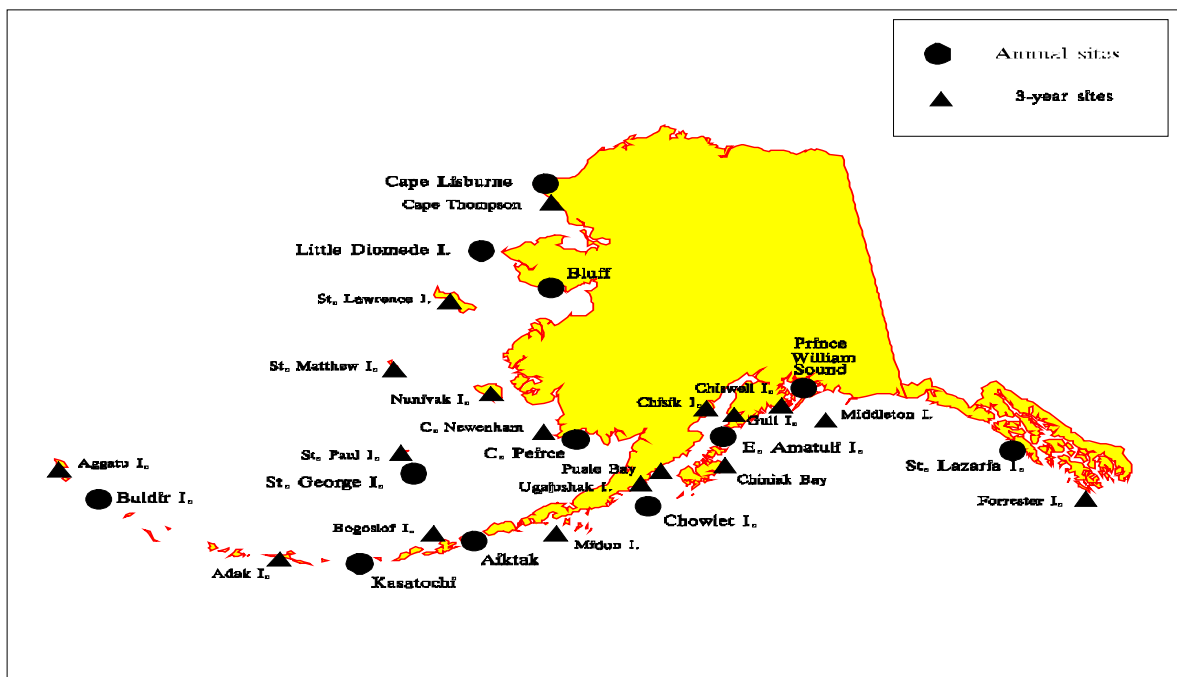 Annual sites
3-year sites
Cape Lisburne
Cape Thompson
Little Diomede I.
Bluff
St. Lawrence I.
Prince
William
Sound
St. Matthew I.
Chiswell I.
Nunivak I.
Chisik I.
Gull I.
Middleton I.
C. Newenham
C. Peirce
E. Amatuli I.
St. Paul I.
St. George I.
St. Lazaria I.
Aggatu I.
Buldir I.
Puale Bay
Ugaiushak I.
Chiniak Bay
Chowiet I.
Forrester I.
Bogoslof I.
Aiktak
Midun I.
Adak I.
Kasatochi